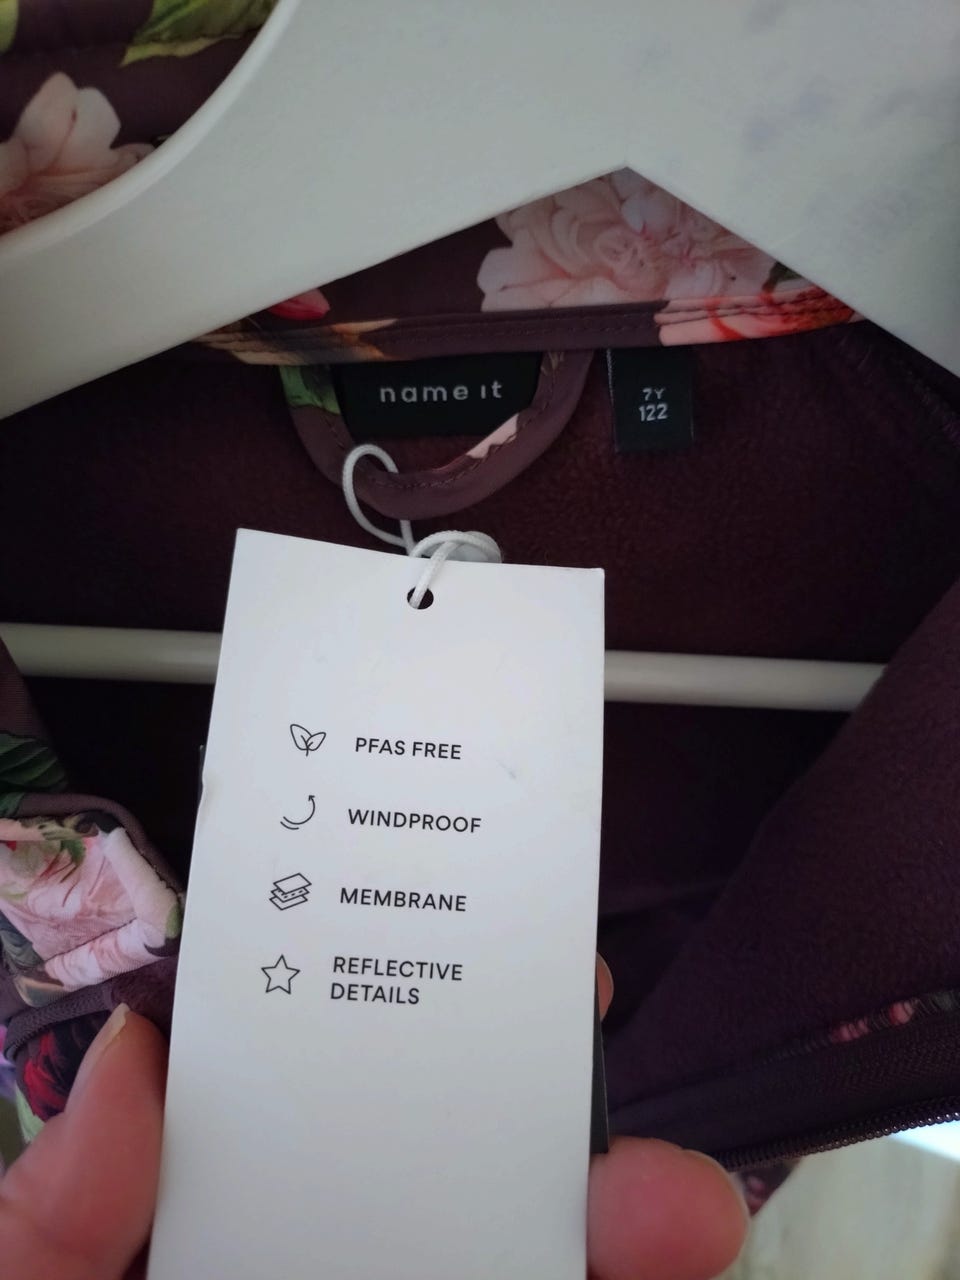 name it
7Y
122
PFAS FREE
WINDPROOF
MEMBRANE
REFLECTIVE
DETAILS